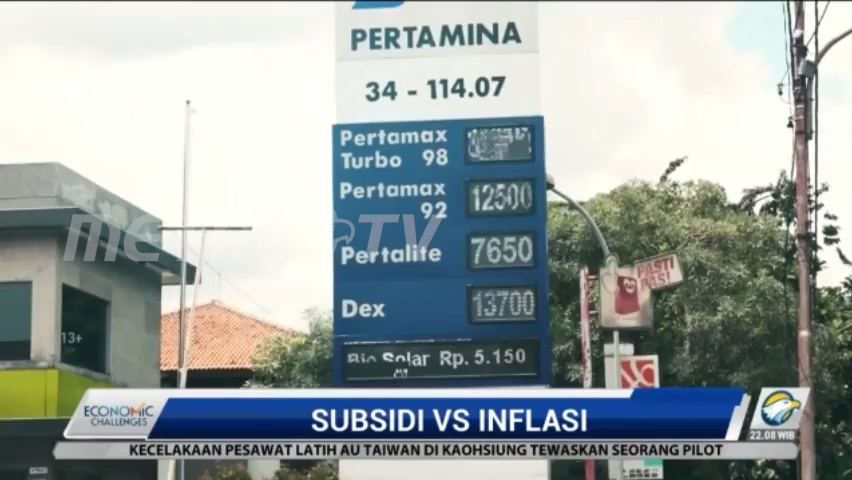 PERTAMINA
34 - 114.07
Pertamax
Turbo 98
Pertamax
92
12500
Pertalite
7650
Dex
13700
Bio Solar Rp. 5.150
METRO TV
PASTI
PAS!
13+
ECONOMIC
CHALLENGES
SUBSIDI VS INFLASI
22.08 WIB
KECELAKAAN PESAWAT LATIH AU TAIWAN DI KAOHSIUNG TEWASKAN SEORANG PILOT